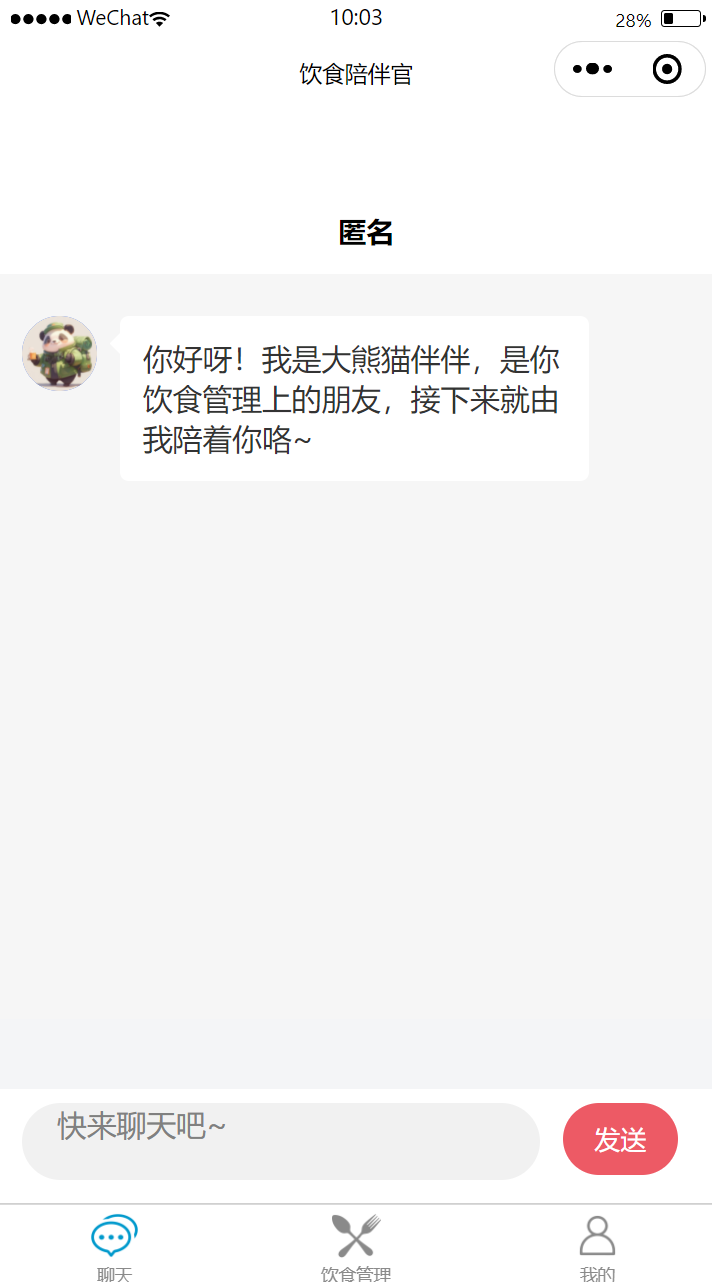 WeChat 10:03 28%
饮食陪伴官
匿名
你好呀！我是大熊猫伴伴，是你
饮食管理上的朋友，接下来就由
我陪着你咯~
快来聊天吧~
发送
聊天 饮食管理 我的